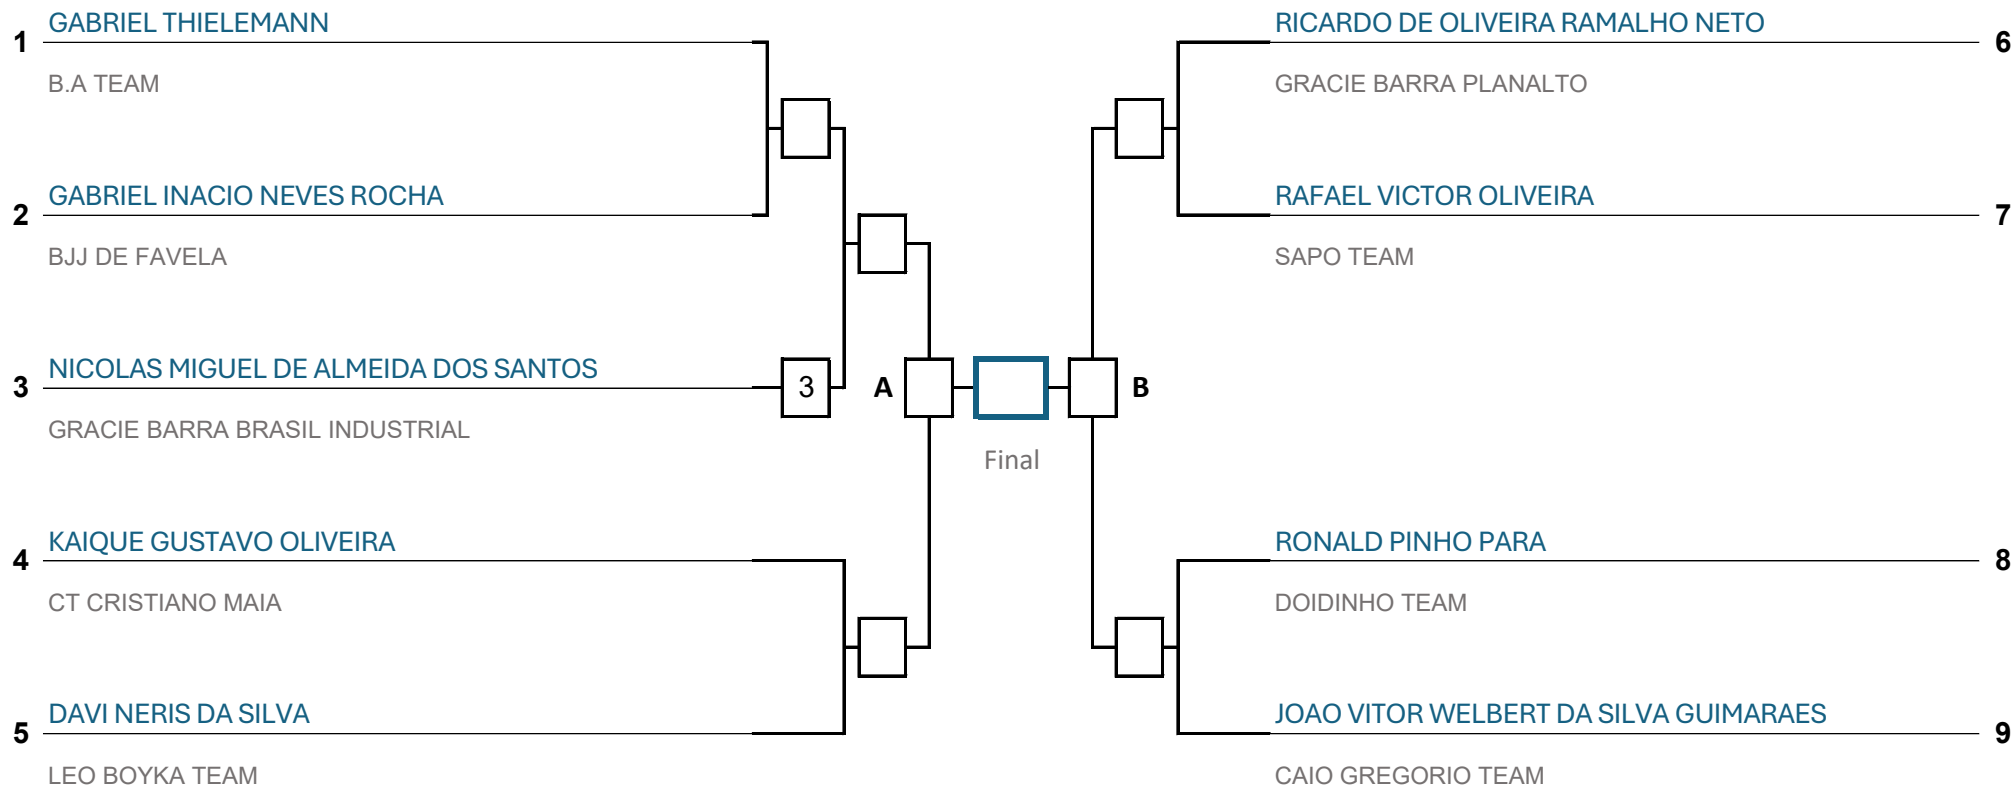 1 GABRIEL THIELEMANN
B.A TEAM
2 GABRIEL INACIO NEVES ROCHA
BJJ DE FAVELA
3 NICOLAS MIGUEL DE ALMEIDA DOS SANTOS 3
GRACIE BARRA BRASIL INDUSTRIAL
4 KAIQUE GUSTAVO OLIVEIRA
CT CRISTIANO MAIA
5 DAVI NERIS DA SILVA
LEO BOYKA TEAM
A
B
Final
RICARDO DE OLIVEIRA RAMALHO NETO 6
GRACIE BARRA PLANALTO
RAFAEL VICTOR OLIVEIRA 7
SAPO TEAM
RONALD PINHO PARA 8
DOIDINHO TEAM
JOAO VITOR WELBERT DA SILVA GUIMARAES 9
CAIO GREGORIO TEAM